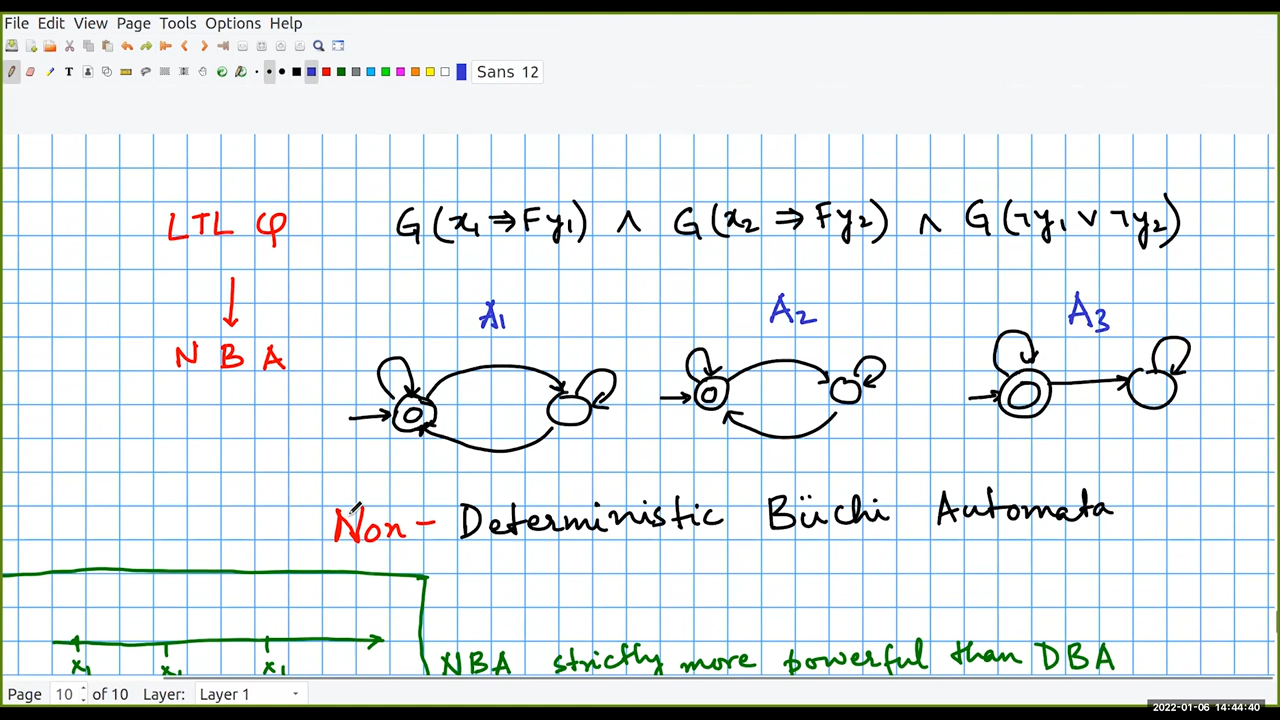 File Edit View Page Tools Options Help
T Sans 12
LTL φ G(x₁ ⇒ Fy₁) ∧ G(x₂ ⇒ Fy₂) ∧ G(¬y₁ ∨ ¬y₂)
A₁ A₂ A₃
NBA
Non- Deterministic Büchi Automata
x₁ x₁ x₁
NBA strictly more powerful than DBA
Page 10 of 10 Layer: Layer 1
2022-01-06 14:44:40